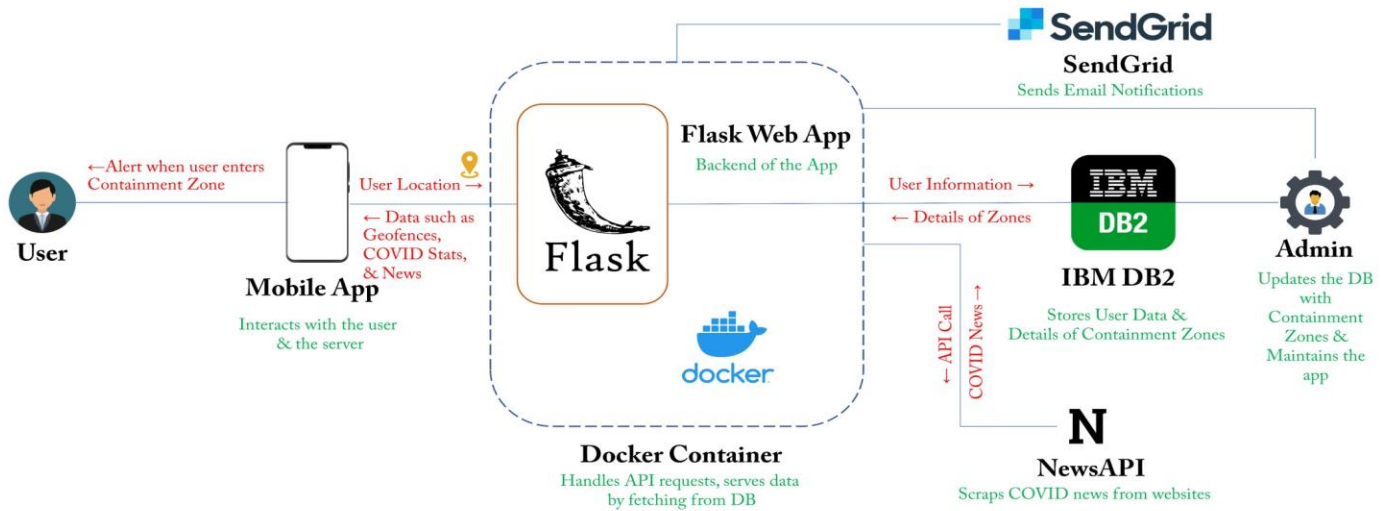 SendGrid
SendGrid
Sends Email Notifications
←Alert when user enters
Containment Zone
User
Mobile App
Interacts with the user
& the server
User Location →
← Data such as
Geofences,
COVID Stats,
& News
Flask
Flask Web App
Backend of the App
docker
Docker Container
Handles API requests, serves data
by fetching from DB
User Information →
← Details of Zones
IBM
DB2
IBM DB2
Stores User Data &
Details of Containment Zones
Admin
Updates the DB
with
Containment
Zones &
Maintains the
app
← API Call
COVID News →
N
NewsAPI
Scraps COVID news from websites